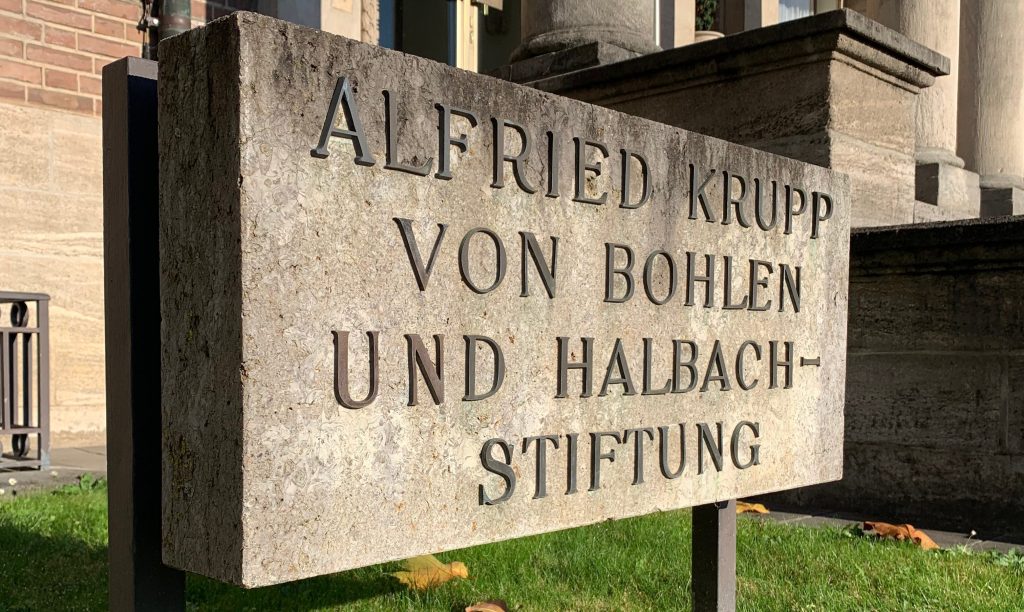 ALFRIED KRUPP
VON BOHLEN
UND HALBACH-
STIFTUNG